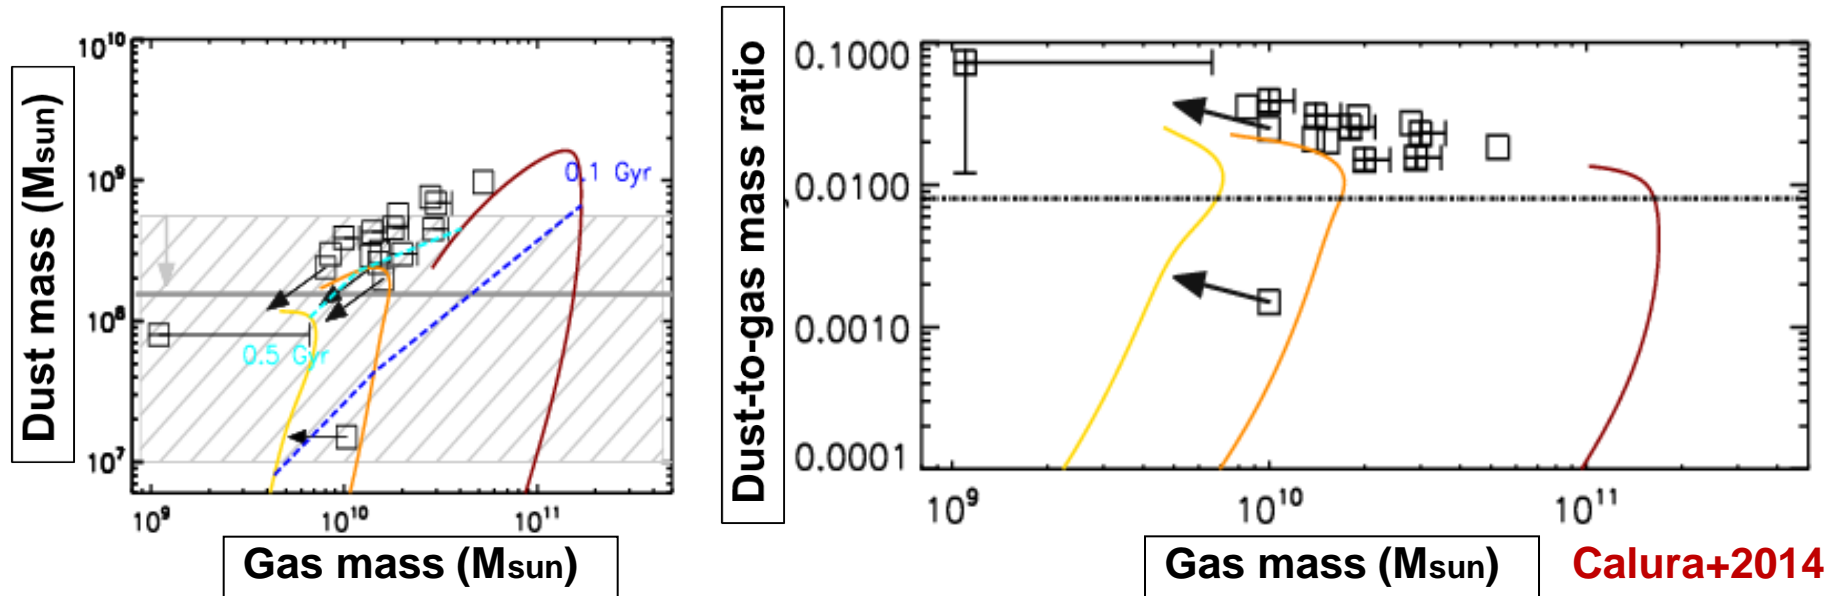 Dust mass (Msun)
10¹⁰
10⁹
10⁸
10⁷
0.1 Gyr
0.5 Gyr
10⁹ 10¹⁰ 10¹¹
Gas mass (Msun)
Dust-to-gas mass ratio
0.1000
0.0100
0.0010
0.0001
10⁹ 10¹⁰ 10¹¹
Gas mass (Msun)
Calura+2014